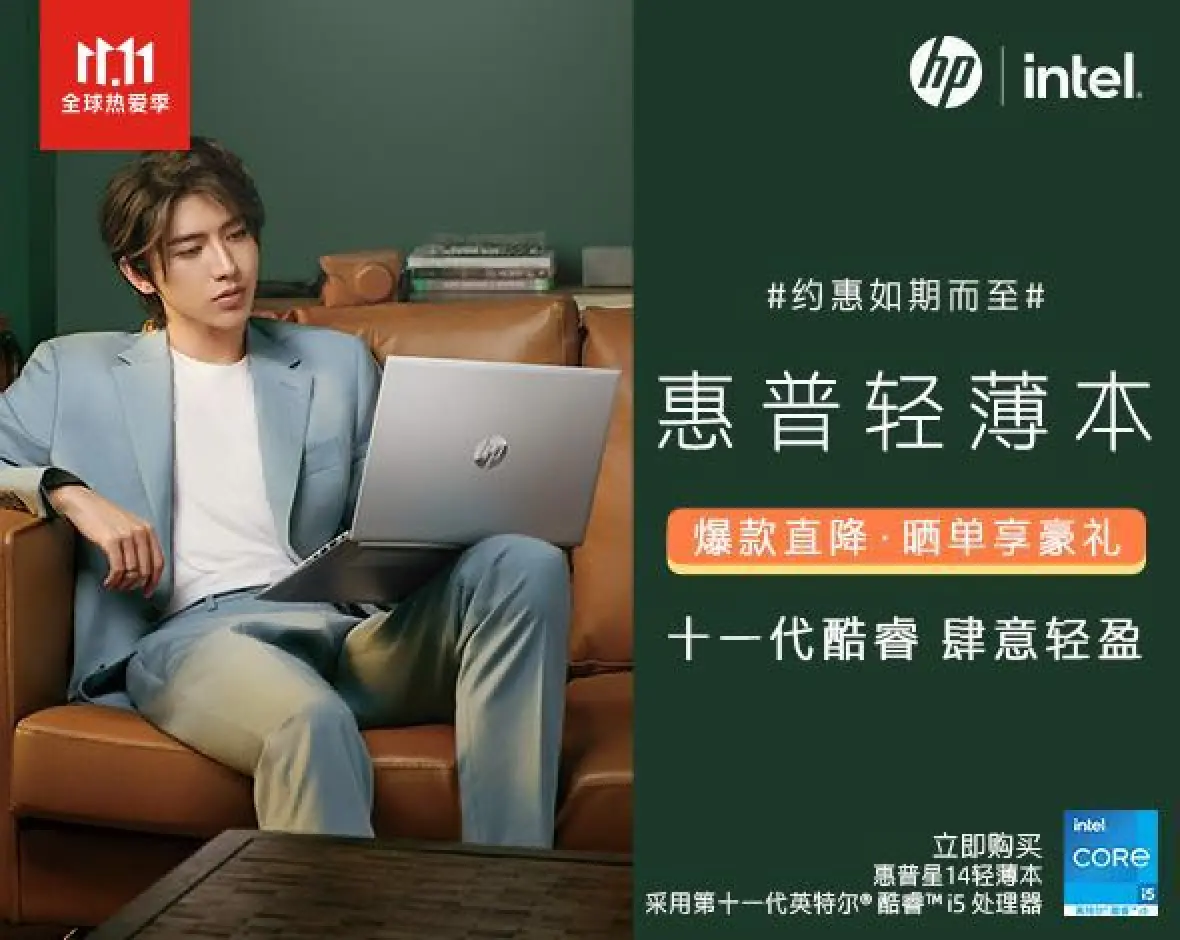 11.11
全球热爱季
hp intel.
#约惠如期而至#
惠普轻薄本
爆款直降·晒单享豪礼
十一代酷睿 肆意轻盈
hp
立即购买
惠普星14轻薄本
采用第十一代英特尔® 酷睿™ i5 处理器
intel
CORE
i5